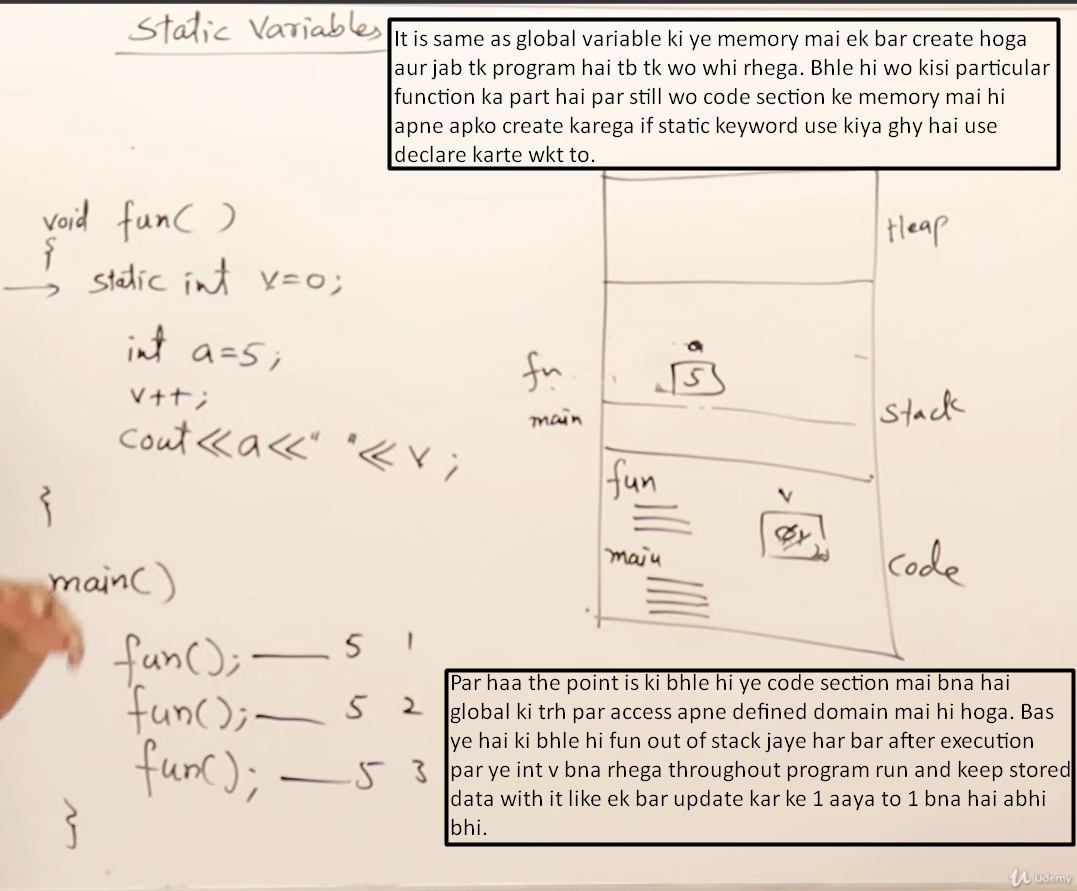 Static Variables
It is same as global variable ki ye memory mai ek bar create hoga
aur jab tk program hai tb tk wo whi rhega. Bhle hi wo kisi particular
function ka part hai par still wo code section ke memory mai hi
apne apko create karega if static keyword use kiya ghy hai use
declare karte wkt to.
void fun( )
{
static int v=0;
int a=5;
v++;
cout<<a<<" "<< v;
}
main()
fun(); 5 1
fun(); 5 2
fun(); 5 3
}
Heap
a
5
fn
main
Stack
fun
v
main
Code
Par haa the point is ki bhle hi ye code section mai bna hai
global ki trh par access apne defined domain mai hi hoga. Bas
ye hai ki bhle hi fun out of stack jaye har bar after execution
par ye int v bna rhega throughout program run and keep stored
data with it like ek bar update kar ke 1 aaya to 1 bna hai abhi
bhi.
Udemy